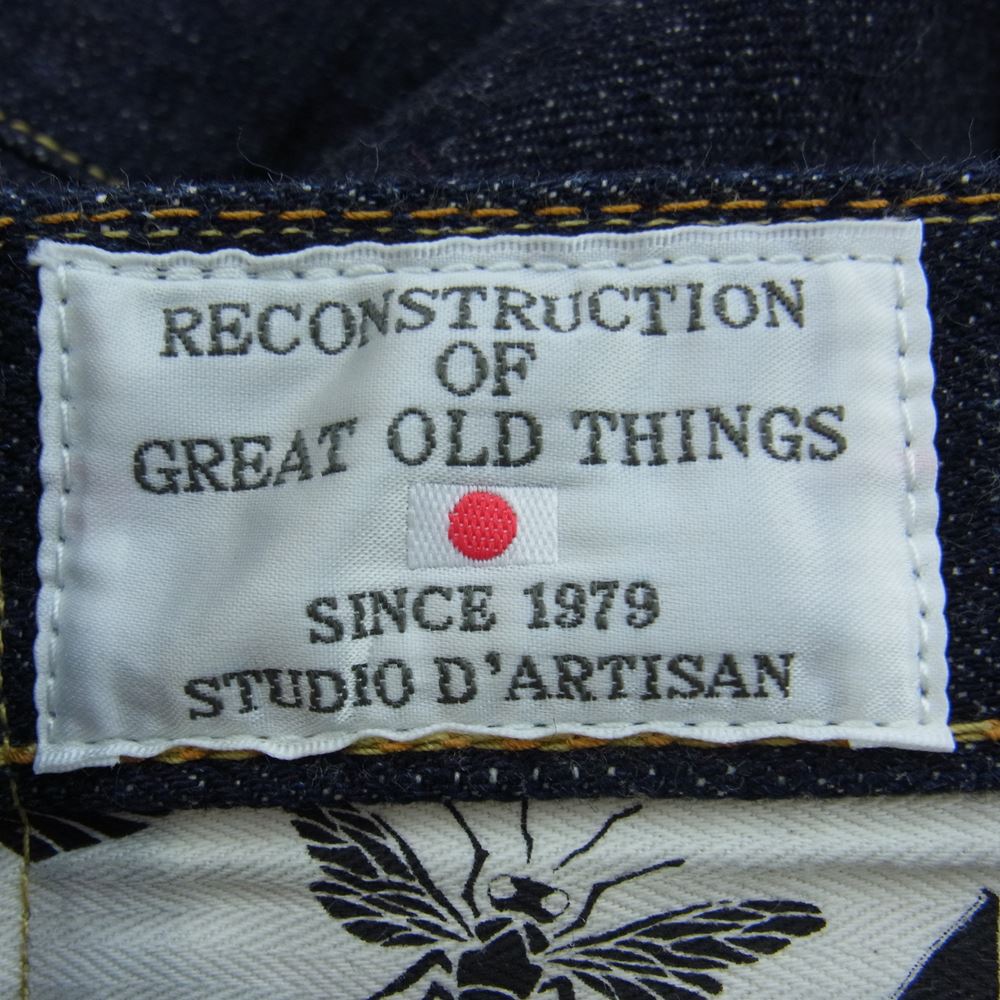 RECONSTRUCTION
OF
GREAT OLD THINGS
SINCE 1979
STUDIO D'ARTISAN